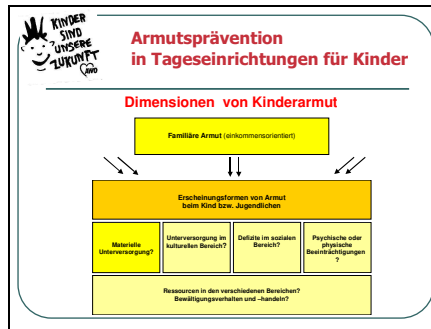 KINDER
SIND
UNSERE
ZUKUNFT
AWO
Armutsprävention
in Tageseinrichtungen für Kinder
Dimensionen von Kinderarmut
Familiäre Armut (einkommensorientiert)
Erscheinungsformen von Armut
beim Kind bzw. Jugendlichen
Materielle
Unterversorgung?
Unterversorgung im
kulturellen Bereich?
Defizite im sozialen
Bereich?
Psychische oder
physische
Beeinträchtigungen
?
Ressourcen in den verschiedenen Bereichen?
Bewältigungsverhalten und –handeln?